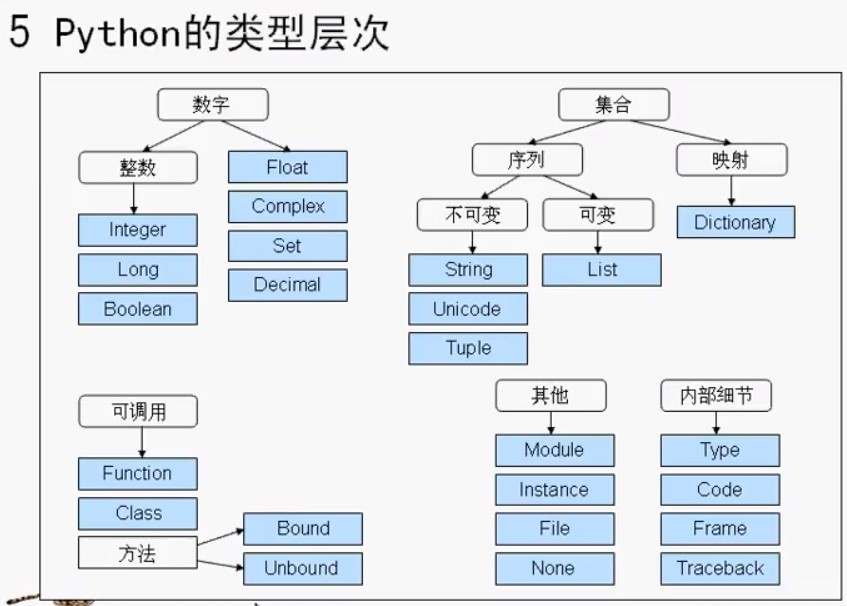 5 Python的类型层次
数字
集合
整数
Float
序列
映射
Complex
不可变
可变
Integer
Set
Dictionary
Long
Decimal
String
List
Boolean
Unicode
Tuple
可调用
其他
内部细节
Function
Module
Type
Class
Instance
Code
方法
Bound
File
Frame
Unbound
None
Traceback